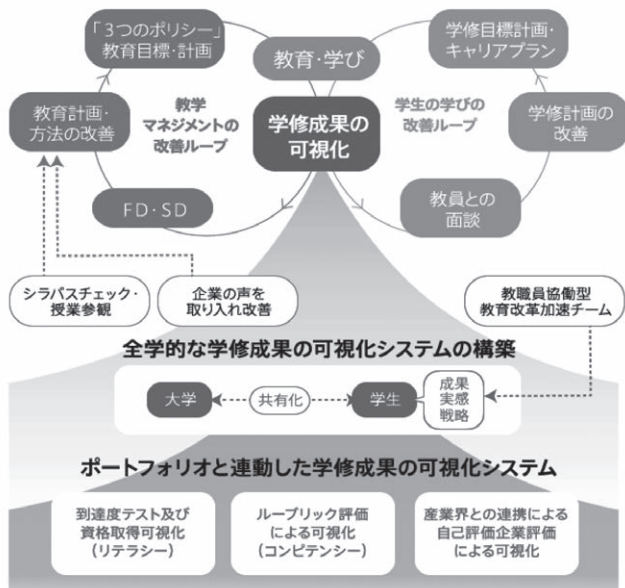 「3つのポリシー」
教育目標・計画
教育・学び
学修目標計画・
キャリアプラン
教育計画・
方法の改善
教学
マネジメントの
改善ループ
学修成果の
可視化
学生の学びの
改善ループ
学修計画の
改善
FD・SD
教員との
面談
シラバスチェック・
授業参観
企業の声を
取り入れ改善
教職員協働型
教育改革加速チーム
全学的な学修成果の可視化システムの構築
大学
共有化
学生
成果
実感
戦略
ポートフォリオと連動した学修成果の可視化システム
到達度テスト及び
資格取得可視化
(リテラシー)
ルーブリック評価
による可視化
(コンピテンシー)
産業界との連携による
自己評価企業評価
による可視化